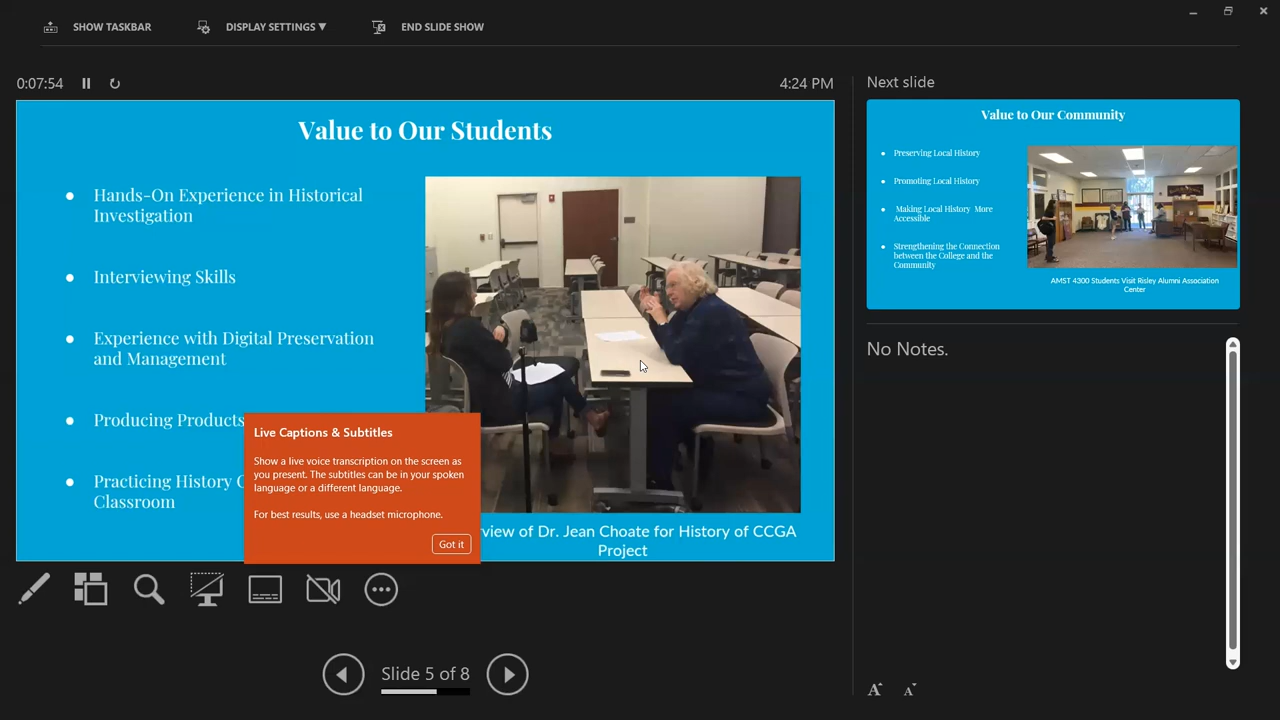 SHOW TASKBAR
DISPLAY SETTINGS ▼
END SLIDE SHOW
0:07:54
4:24 PM
Value to Our Students
● Hands-On Experience in Historical
Investigation
● Interviewing Skills
● Experience with Digital Preservation
and Management
● Producing Products
● Practicing History
Classroom
rview of Dr. Jean Choate for History of CCGA
Project
Live Captions & Subtitles
Show a live voice transcription on the screen as
you present. The subtitles can be in your spoken
language or a different language.
For best results, use a headset microphone.
Got it
Slide 5 of 8
Next slide
Value to Our Community
● Preserving Local History
● Promoting Local History
● Making Local History More
Accessible
● Strengthening the Connection
between the College and the
Community
AMST 4300 Students Visit Risley Alumni Association
Center
No Notes.
A A